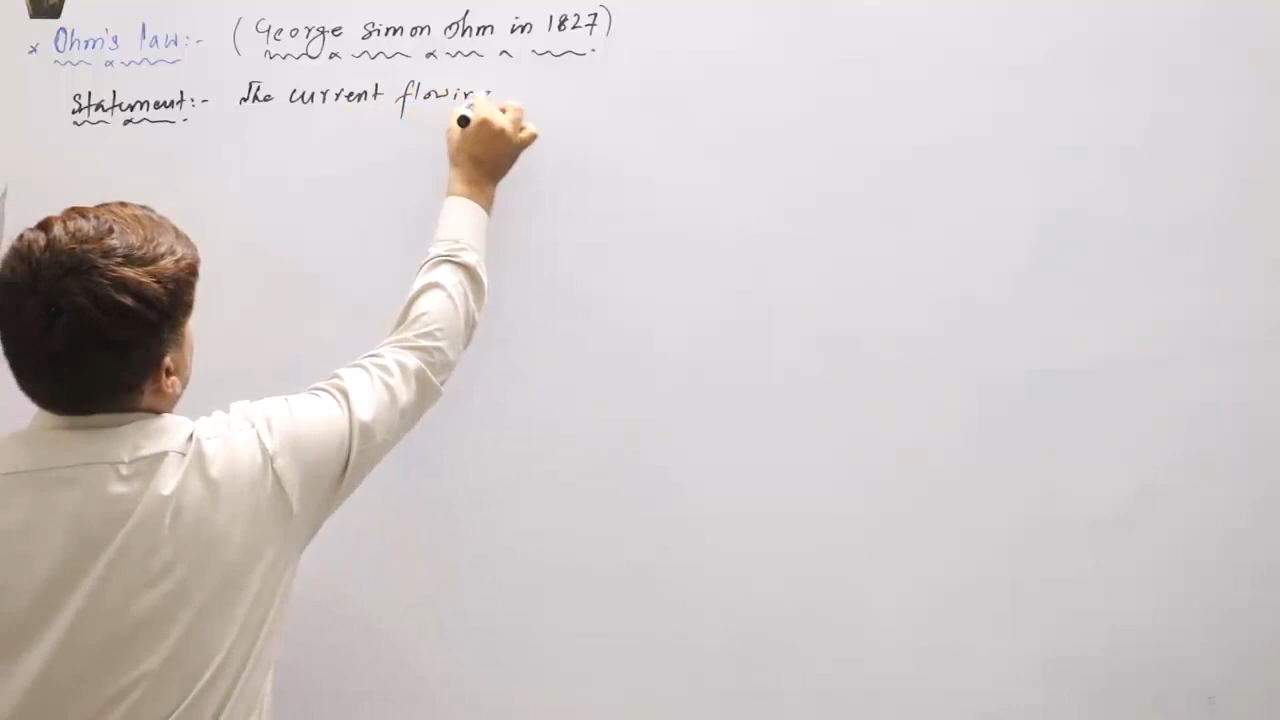 * Ohm's law:- (George Simon Ohm in 1827)
Statement:- The current flowin